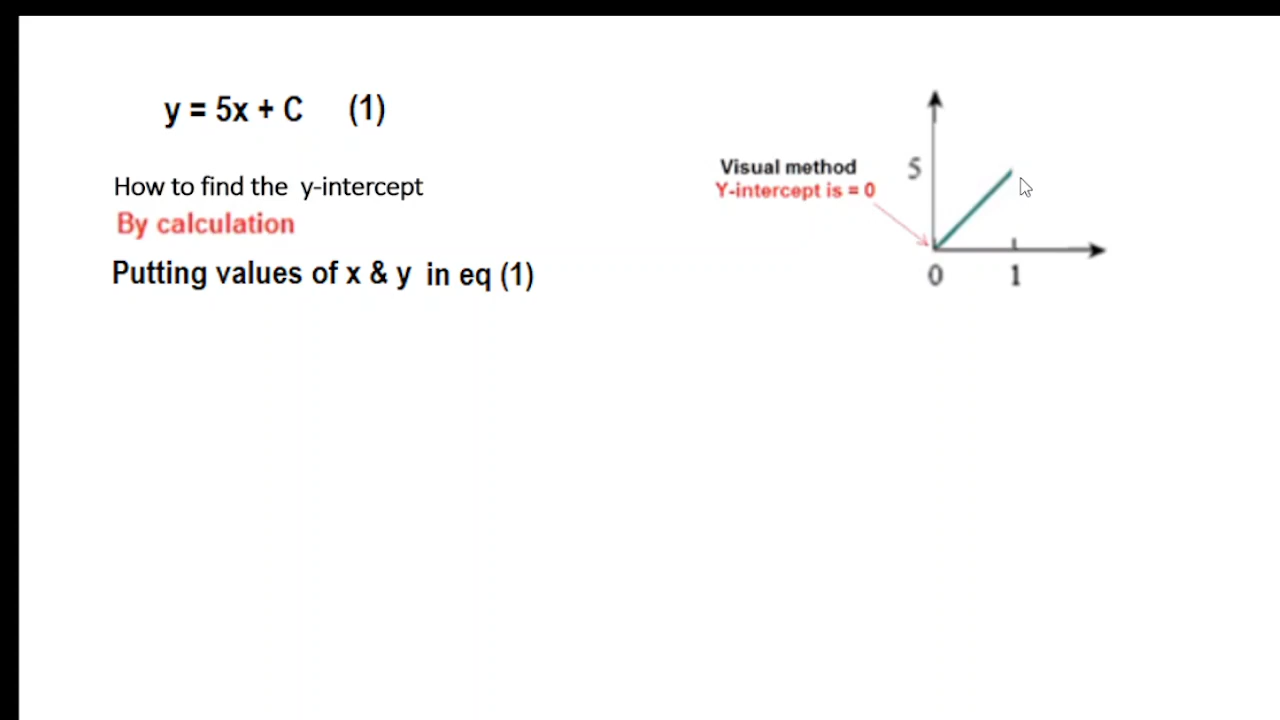 y = 5x + C (1)
How to find the y-intercept
By calculation
Putting values of x & y in eq (1)
Visual method
Y-intercept is = 0
5
0 1